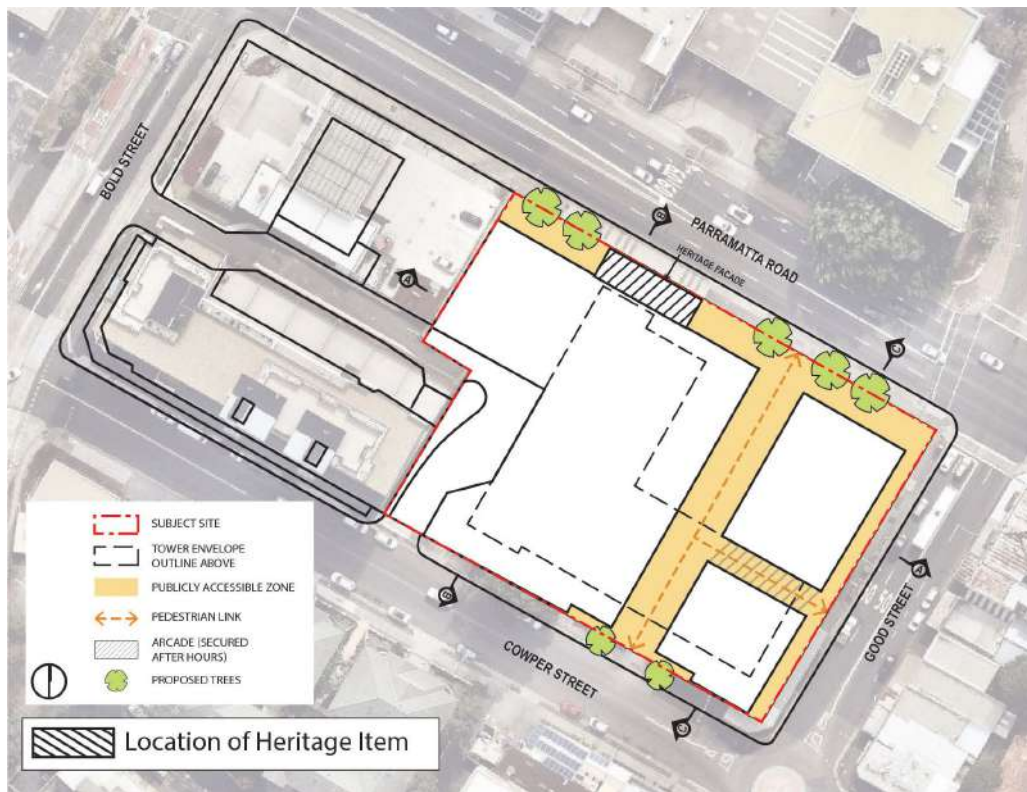 BOLD STREET
PARRAMATTA ROAD
HERITAGE FACADE
B
A
C
A
GOOD STREET
B
COWPER STREET
C
SUBJECT SITE
TOWER ENVELOPE
OUTLINE ABOVE
PUBLICLY ACCESSIBLE ZONE
PEDESTRIAN LINK
ARCADE (SECURED
AFTER HOURS)
PROPOSED TREES
Location of Heritage Item